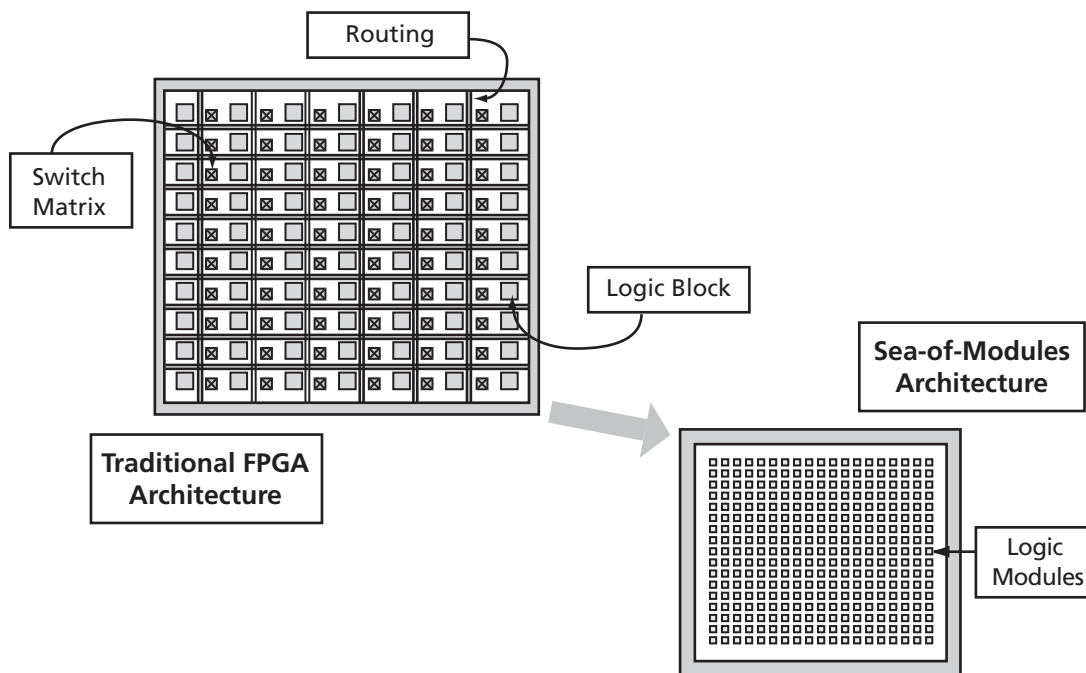 Routing
Switch
Matrix
Logic Block
Sea-of-Modules
Architecture
Traditional FPGA
Architecture
Logic
Modules